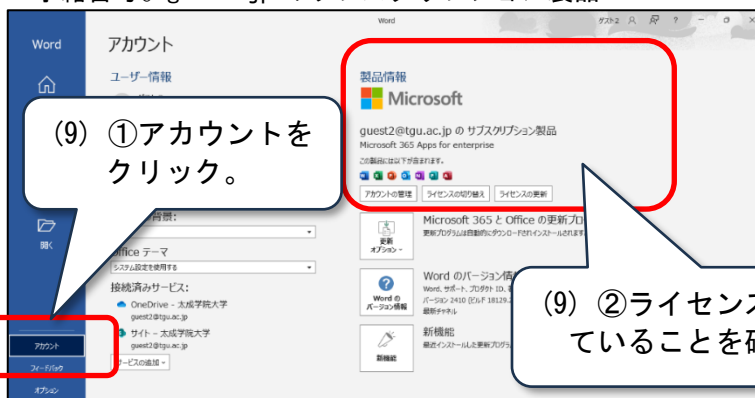 Word
ゲスト2
?
Word
アカウント
ユーザー情報
製品情報
Microsoft
guest2@tgu.ac.jp の サブスクリプション製品
Microsoft 365 Apps for enterprise
この製品には以下が含まれます。
アカウントの管理
ライセンスの切り替え
ライセンスの更新
(9) ①アカウントを
クリック。
背景:
Office テーマ
システム設定を使用する
接続済みサービス:
OneDrive - 太成学院大学
guest2@tgu.ac.jp
サイト - 太成学院大学
guest2@tgu.ac.jp
サービスの追加
開く
アカウント
フィードバック
オプション
更新
オプション
Microsoft 365 と Office の更新プロ
更新プログラムは自動的にダウンロードされインストールされます
Word の
バージョン情報
Word のバージョン情
Word、サポート、プロダクト ID、
バージョン 2410 (ビルド 18129.
最新チャネル
新機能
新機能
最近インストールした更新プログラ
(9) ②ライセンス
ていることを確